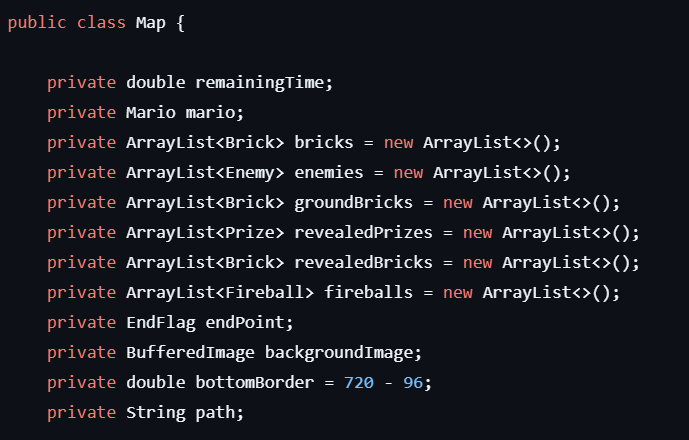 public class Map {
private double remainingTime;
private Mario mario;
private ArrayList<Brick> bricks = new ArrayList<>();
private ArrayList<Enemy> enemies = new ArrayList<>();
private ArrayList<Brick> groundBricks = new ArrayList<>();
private ArrayList<Prize> revealedPrizes = new ArrayList<>();
private ArrayList<Brick> revealedBricks = new ArrayList<>();
private ArrayList<Fireball> fireballs = new ArrayList<>();
private EndFlag endPoint;
private BufferedImage backgroundImage;
private double bottomBorder = 720 - 96;
private String path;